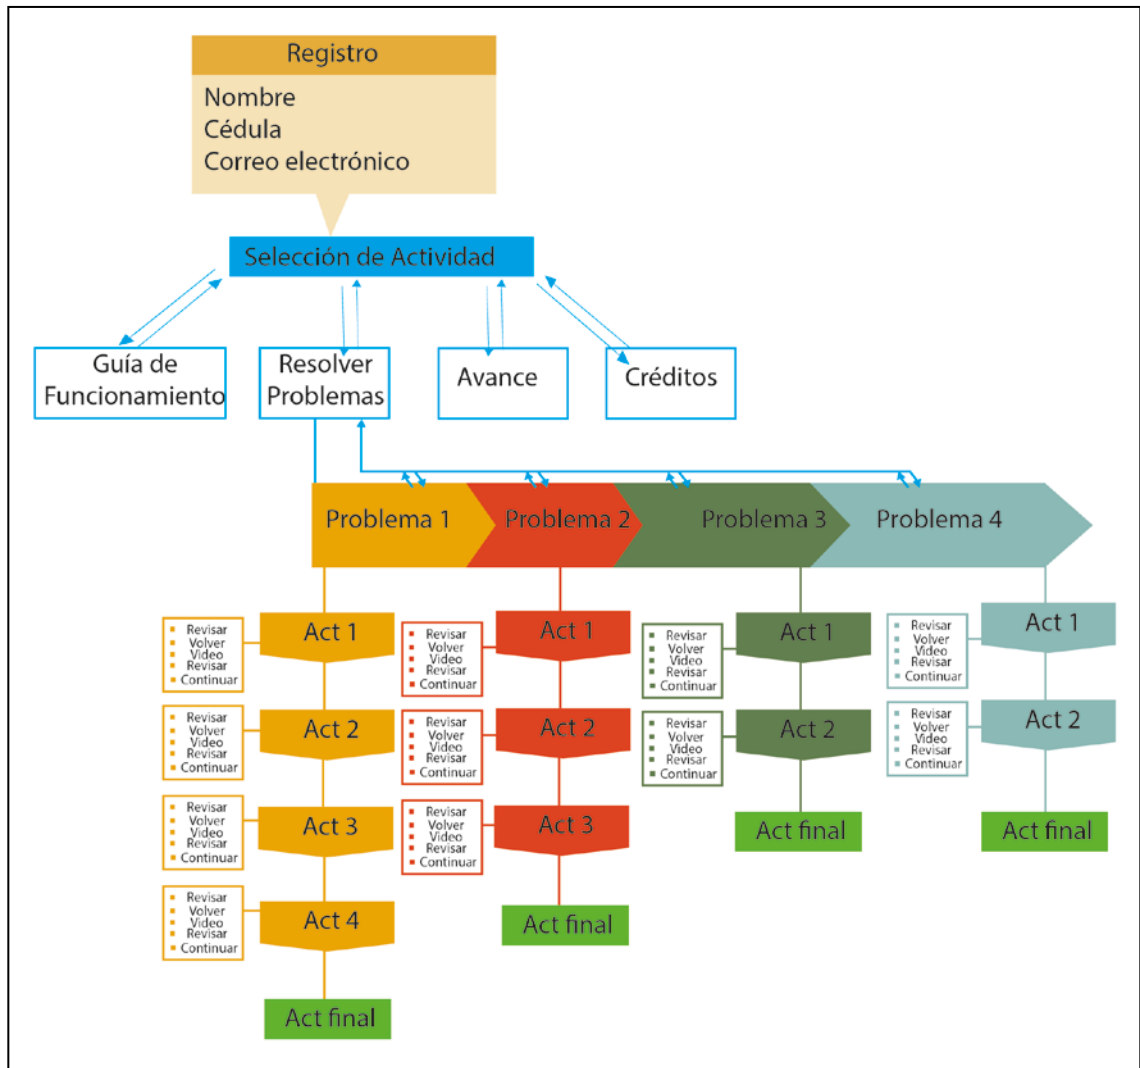 Registro
Nombre
Cédula
Correo electrónico
Selección de Actividad
Guía de
Funcionamiento
Resolver
Problemas
Avance
Créditos
Problema 1
Problema 2
Problema 3
Problema 4
Revisar
Volver
Video
Revisar
Continuar
Act 1
Revisar
Volver
Video
Revisar
Continuar
Act 2
Revisar
Volver
Video
Revisar
Continuar
Act 3
Revisar
Volver
Video
Revisar
Continuar
Act 4
Act final
Revisar
Volver
Video
Revisar
Continuar
Act 1
Revisar
Volver
Video
Revisar
Continuar
Act 2
Revisar
Volver
Video
Revisar
Continuar
Act 3
Act final
Revisar
Volver
Video
Revisar
Continuar
Act 1
Revisar
Volver
Video
Revisar
Continuar
Act 2
Act final
Revisar
Volver
Video
Revisar
Continuar
Act 1
Revisar
Volver
Video
Revisar
Continuar
Act 2
Act final